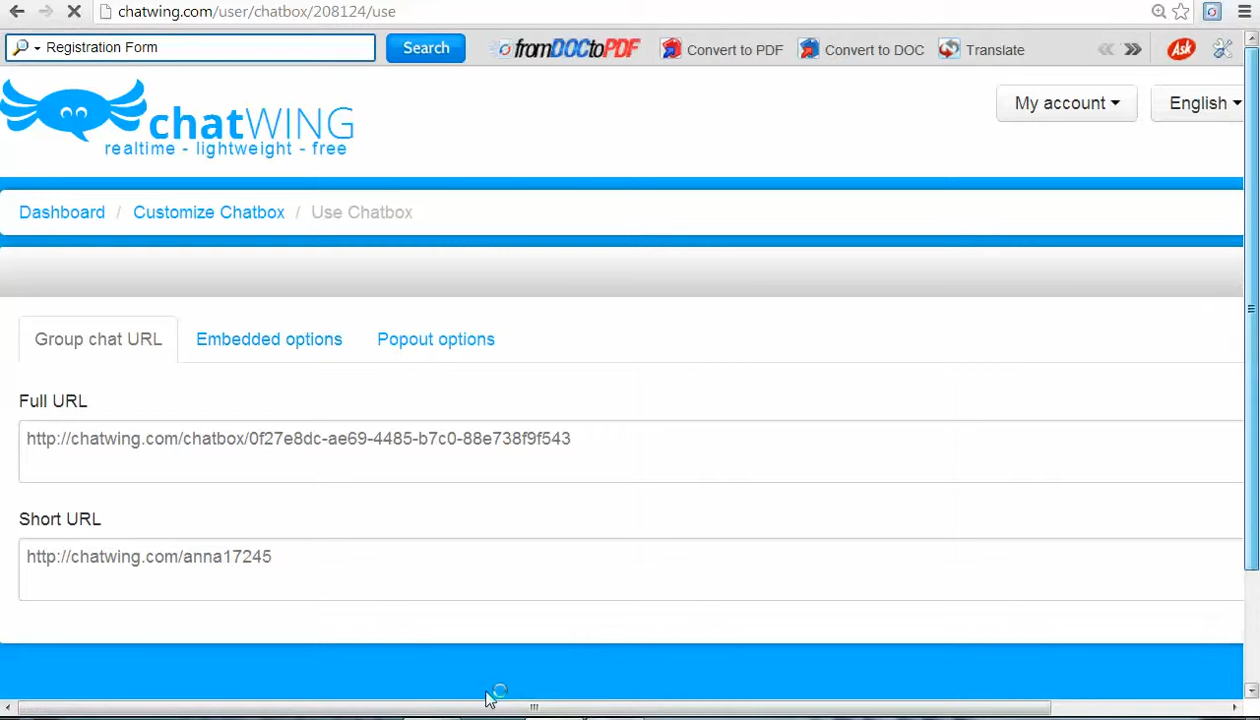 chatwing.com/user/chatbox/208124/use
Registration Form
Search
fromDOCtoPDF
Convert to PDF
Convert to DOC
Translate
Ask
chatWING
realtime - lightweight - free
My account
English
Dashboard / Customize Chatbox / Use Chatbox
Group chat URL
Embedded options
Popout options
Full URL
http://chatwing.com/chatbox/0f27e8dc-ae69-4485-b7c0-88e738f9f543
Short URL
http://chatwing.com/anna17245